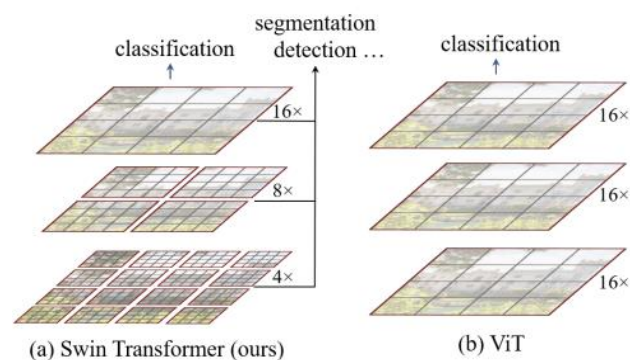 classification
segmentation
detection …
16×
8×
4×
(a) Swin Transformer (ours)
classification
16×
16×
16×
(b) ViT